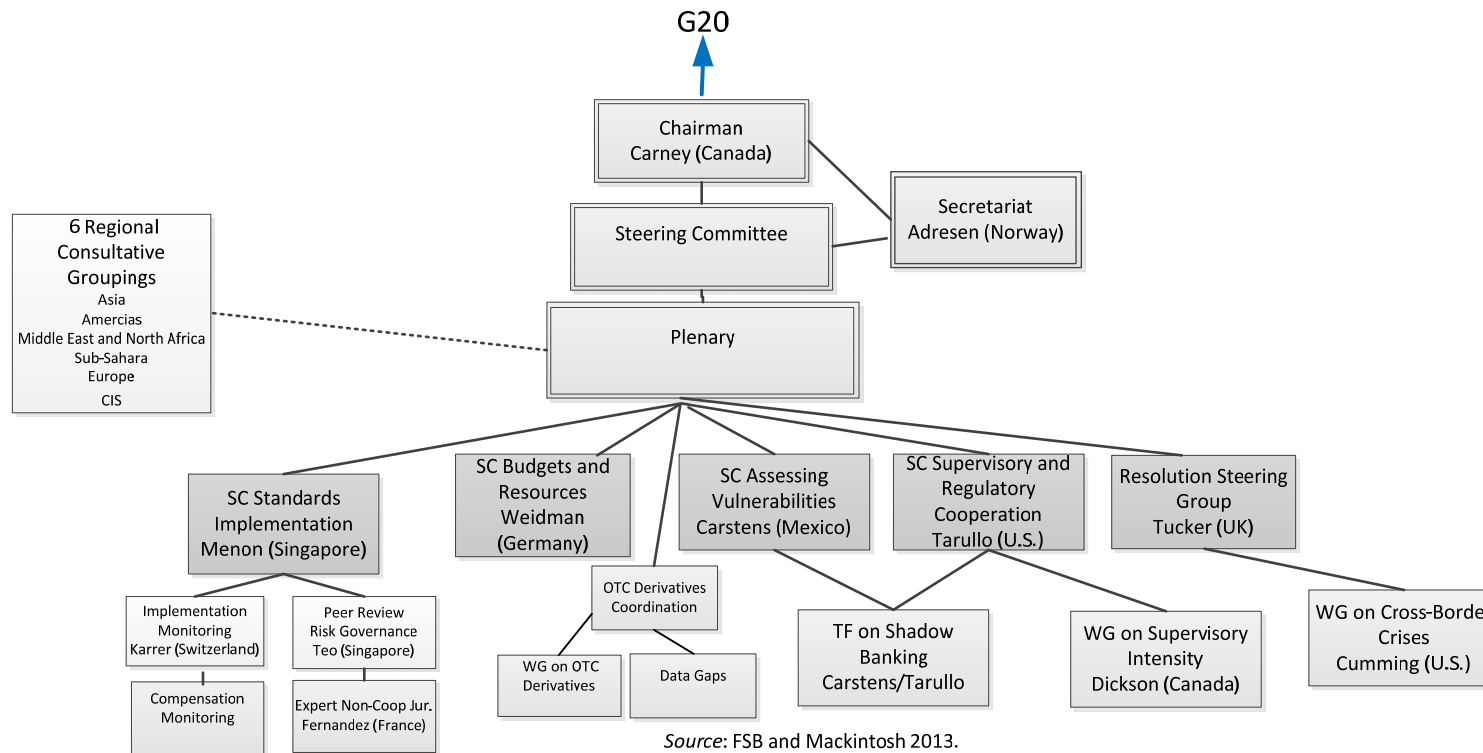 G20
Chairman
Carney (Canada)
Secretariat
Adresen (Norway)
Steering Committee
6 Regional
Consultative
Groupings
Asia
Amercias
Middle East and North Africa
Sub-Sahara
Europe
CIS
Plenary
SC Standards
Implementation
Menon (Singapore)
SC Budgets and
Resources
Weidman
(Germany)
SC Assessing
Vulnerabilities
Carstens (Mexico)
SC Supervisory and
Regulatory
Cooperation
Tarullo (U.S.)
Resolution Steering
Group
Tucker (UK)
Implementation
Monitoring
Karrer (Switzerland)
Peer Review
Risk Governance
Teo (Singapore)
OTC Derivatives
Coordination
TF on Shadow
Banking
Carstens/Tarullo
WG on Supervisory
Intensity
Dickson (Canada)
WG on Cross-Borde
Crises
Cumming (U.S.)
Compensation
Monitoring
Expert Non-Coop Jur.
Fernandez (France)
WG on OTC
Derivatives
Data Gaps
Source: FSB and Mackintosh 2013.